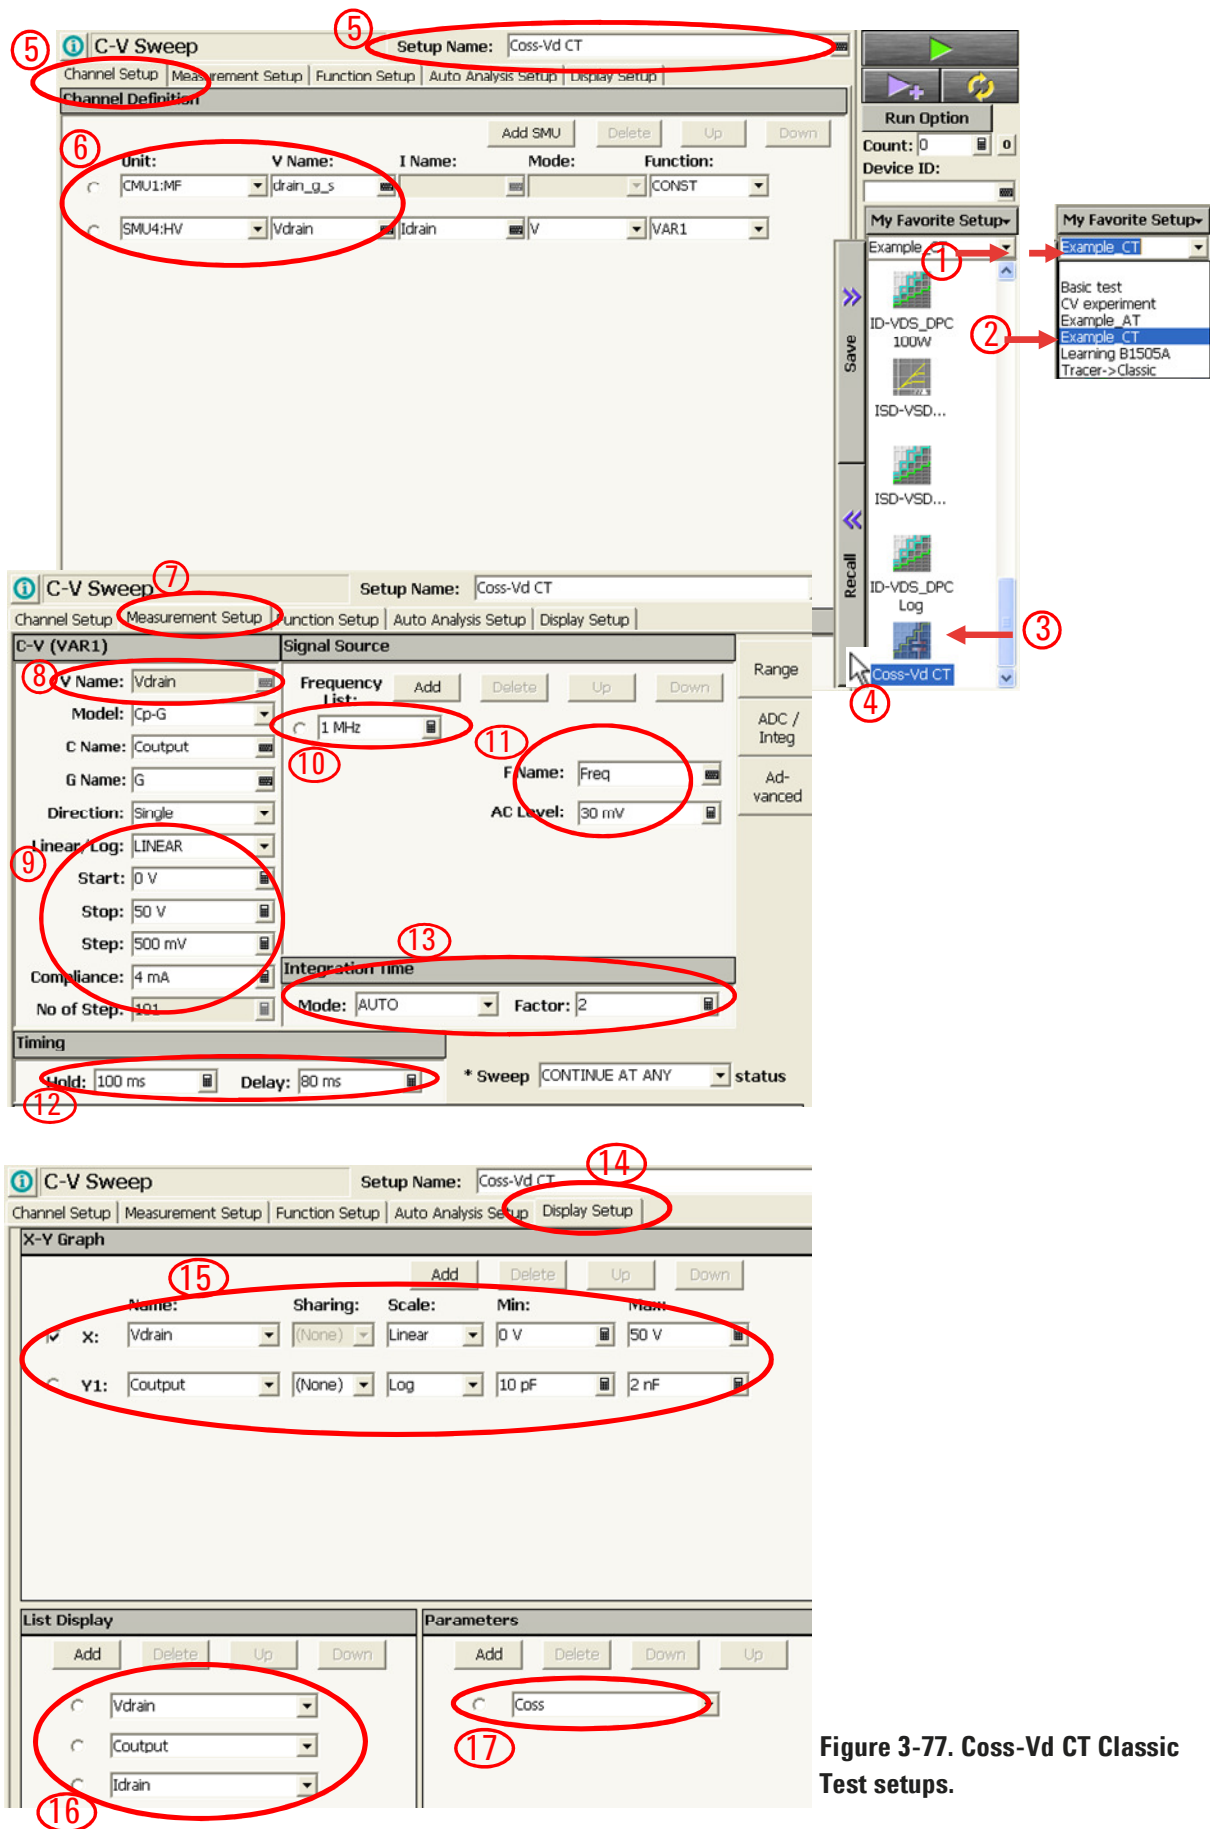 5 C-V Sweep 5 Setup Name: Coss-Vd CT
Channel Setup Measurement Setup Function Setup Auto Analysis Setup Display Setup
Channel Definition
Add SMU Delete Up Down
6 Unit: V Name: I Name: Mode: Function:
CMU1:MF drain_g_s CONST
SMU4:HV Vdrain Idrain V VAR1
Run Option
Count: 0 0
Device ID:
My Favorite Setup
Example_CT 1
ID-VDS_DPC
100W
2
ISD-VSD...
ISD-VSD...
ID-VDS_DPC
Log
3
Coss-Vd CT
4
Save
Recall
My Favorite Setup
Example_CT
Basic test
CV experiment
Example_AT
Example_CT
Learning B1505A
Tracer->Classic
C-V Sweep 7 Setup Name: Coss-Vd CT
Channel Setup Measurement Setup Function Setup Auto Analysis Setup Display Setup
C-V (VAR1)
8 V Name: Vdrain
Model: Cp-G
C Name: Coutput
G Name: G
Direction: Single
Linear/Log: LINEAR
9
Start: 0 V
Stop: 50 V
Step: 500 mV
Compliance: 4 mA
No of Step: 101
Signal Source
Frequency List: Add Delete Up Down
1 MHz
10
11
F Name: Freq
AC Level: 30 mV
Range
ADC / Integ
Ad-vanced
13
Integration Time
Mode: AUTO Factor: 2
Timing
Hold: 100 ms Delay: 80 ms * Sweep CONTINUE AT ANY status
12
14
C-V Sweep Setup Name: Coss-Vd CT
Channel Setup Measurement Setup Function Setup Auto Analysis Setup Display Setup
X-Y Graph
15 Add Delete Up Down
Name: Sharing: Scale: Min: Max:
X: Vdrain (None) Linear 0 V 50 V
Y1: Coutput (None) Log 10 pF 2 nF
List Display
Add Delete Up Down
Vdrain
Coutput
Idrain
16
Parameters
Add Delete Down Up
Coss
17
Figure 3-77. Coss-Vd CT Classic
Test setups.